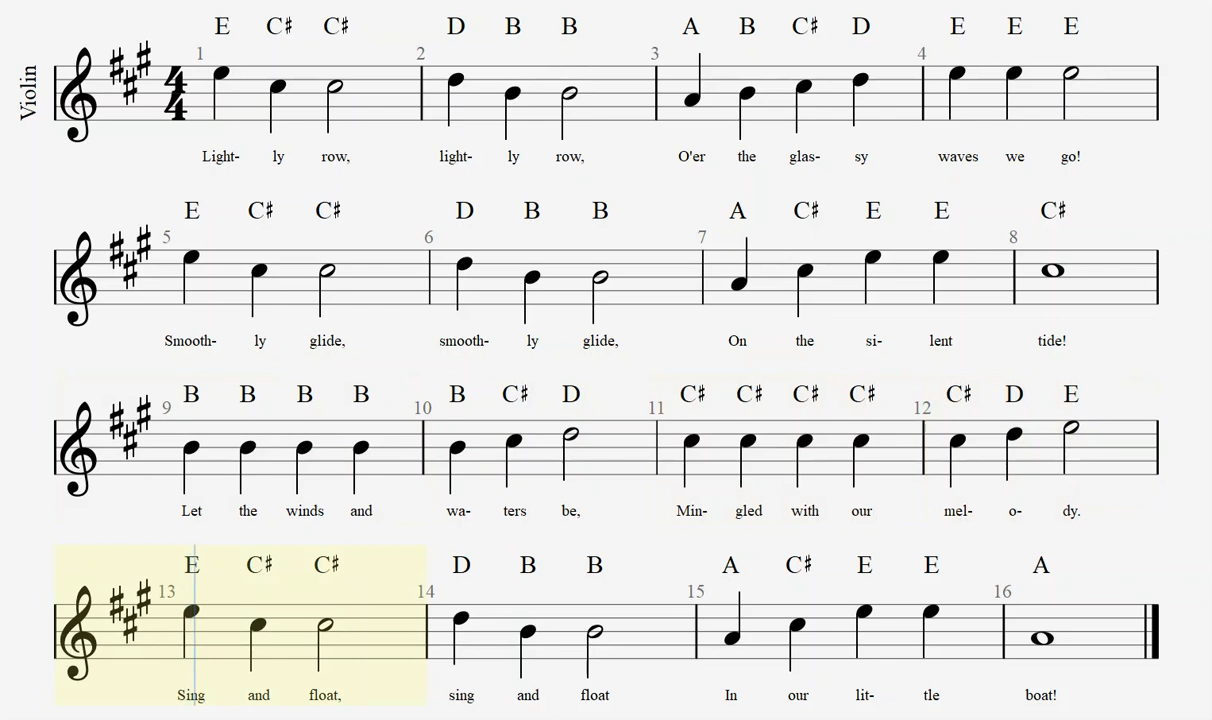 E C♯ C♯ D B B A B C♯ D E E E
Violin
1 2 3 4
4
4
Light- ly row, light- ly row, O'er the glas- sy waves we go!
E C♯ C♯ D B B A C♯ E E C♯
5 6 7 8
Smooth- ly glide, smooth- ly glide, On the si- lent tide!
B B B B B C♯ D C♯ C♯ C♯ C♯ C♯ D E
9 10 11 12
Let the winds and wa- ters be, Min- gled with our mel- o- dy.
E C♯ C♯ D B B A C♯ E E A
13 14 15 16
Sing and float, sing and float In our lit- tle boat!